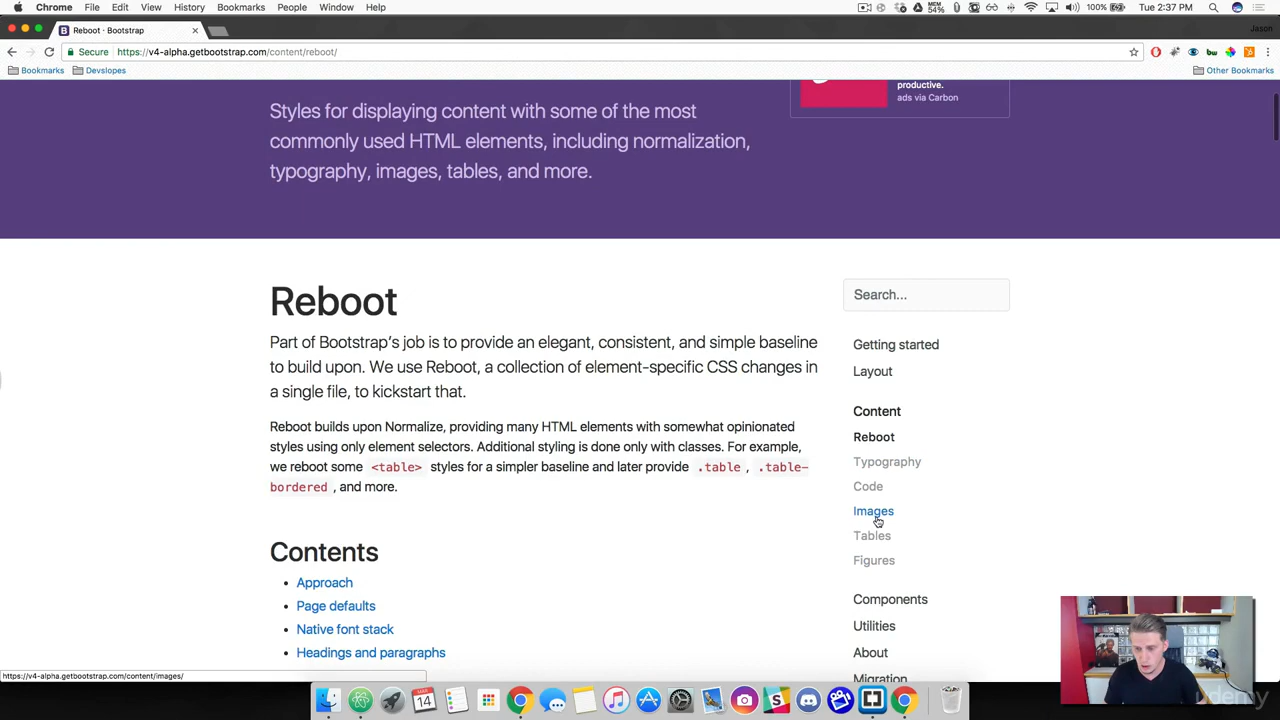 Chrome File Edit View History Bookmarks People Window Help MEM 54% 100% Tue 2:37 PM
Reboot · Bootstrap Jason
Secure https://v4-alpha.getbootstrap.com/content/reboot/
Bookmarks Devslopes Other Bookmarks
productive.
ads via Carbon
Styles for displaying content with some of the most
commonly used HTML elements, including normalization,
typography, images, tables, and more.
Reboot
Part of Bootstrap's job is to provide an elegant, consistent, and simple baseline
to build upon. We use Reboot, a collection of element-specific CSS changes in
a single file, to kickstart that.
Reboot builds upon Normalize, providing many HTML elements with somewhat opinionated
styles using only element selectors. Additional styling is done only with classes. For example,
we reboot some <table> styles for a simpler baseline and later provide .table , .table-
bordered , and more.
Contents
Approach
Page defaults
Native font stack
Headings and paragraphs
Search...
Getting started
Layout
Content
Reboot
Typography
Code
Images
Tables
Figures
Components
Utilities
About
Migration
https://v4-alpha.getbootstrap.com/content/images/
14
udemy